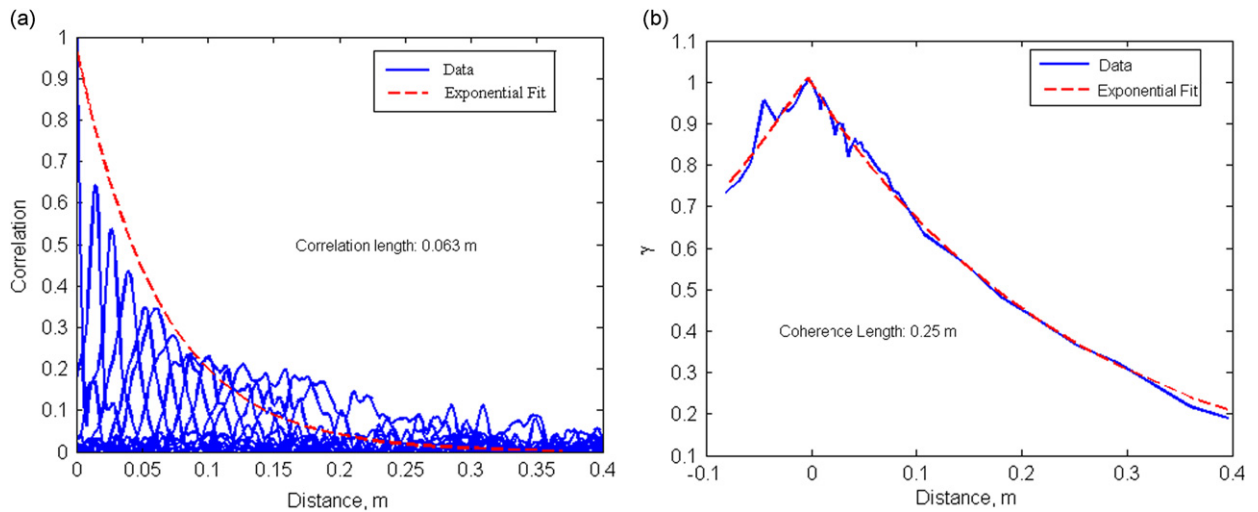 (a)
1
0.9
0.8
0.7
0.6
0.5
0.4
0.3
0.2
0.1
0
Correlation
Data
Exponential Fit
Correlation length: 0.063 m
0 0.05 0.1 0.15 0.2 0.25 0.3 0.35 0.4
Distance, m
(b)
1.1
1
0.9
0.8
0.7
0.6
0.5
0.4
0.3
0.2
0.1
γ
Data
Exponential Fit
Coherence Length: 0.25 m
-0.1 0 0.1 0.2 0.3 0.4
Distance, m